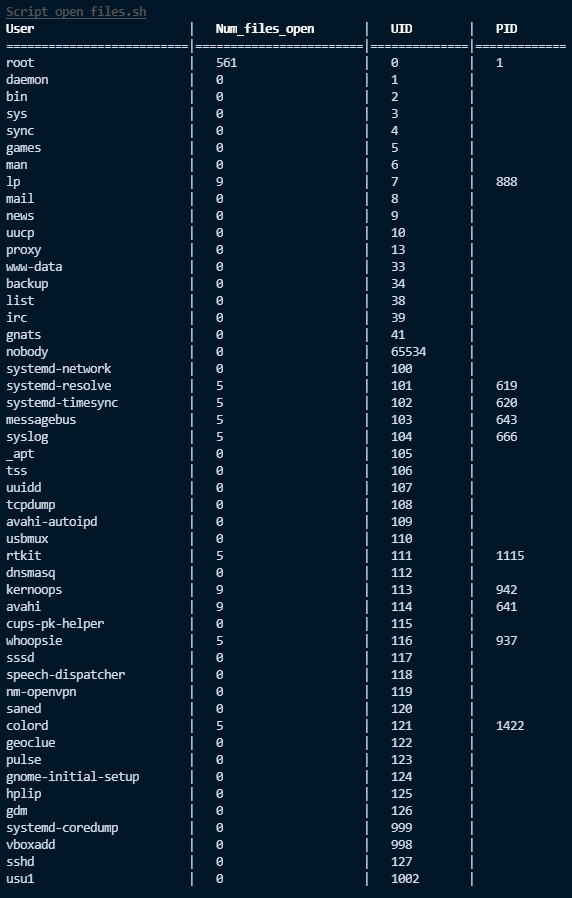 Script open files.sh
User | Num_files_open | UID | PID
==========================|========================|==============|=============
root | 561 | 0 | 1
daemon | 0 | 1 |
bin | 0 | 2 |
sys | 0 | 3 |
sync | 0 | 4 |
games | 0 | 5 |
man | 0 | 6 |
lp | 9 | 7 | 888
mail | 0 | 8 |
news | 0 | 9 |
uucp | 0 | 10 |
proxy | 0 | 13 |
www-data | 0 | 33 |
backup | 0 | 34 |
list | 0 | 38 |
irc | 0 | 39 |
gnats | 0 | 41 |
nobody | 0 | 65534 |
systemd-network | 0 | 100 |
systemd-resolve | 5 | 101 | 619
systemd-timesync | 5 | 102 | 620
messagebus | 5 | 103 | 643
syslog | 5 | 104 | 666
_apt | 0 | 105 |
tss | 0 | 106 |
uuidd | 0 | 107 |
tcpdump | 0 | 108 |
avahi-autoipd | 0 | 109 |
usbmux | 0 | 110 |
rtkit | 5 | 111 | 1115
dnsmasq | 0 | 112 |
kernoops | 9 | 113 | 942
avahi | 9 | 114 | 641
cups-pk-helper | 0 | 115 |
whoopsie | 5 | 116 | 937
sssd | 0 | 117 |
speech-dispatcher | 0 | 118 |
nm-openvpn | 0 | 119 |
saned | 0 | 120 |
colord | 5 | 121 | 1422
geoclue | 0 | 122 |
pulse | 0 | 123 |
gnome-initial-setup | 0 | 124 |
hplip | 0 | 125 |
gdm | 0 | 126 |
systemd-coredump | 0 | 999 |
vboxadd | 0 | 998 |
sshd | 0 | 127 |
usu1 | 0 | 1002 |